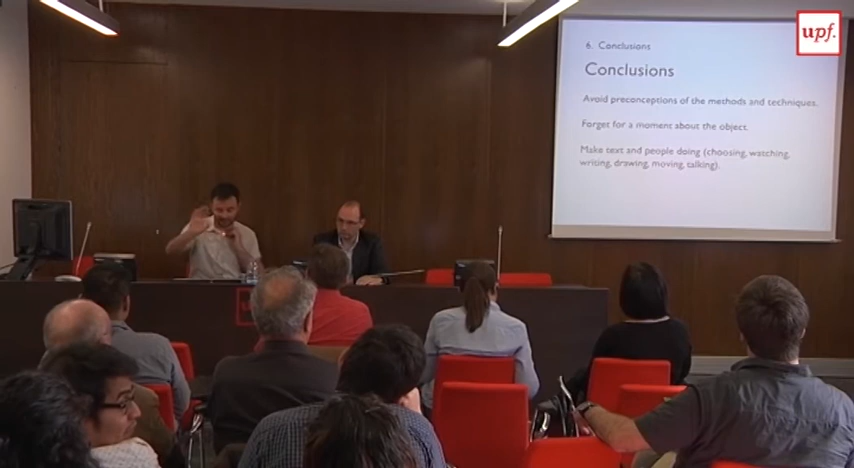 upf.
6. Conclusions
Conclusions
Avoid preconceptions of the methods and techniques.
Forget for a moment about the object.
Make text and people doing (choosing, watching,
writing, drawing, moving, talking).